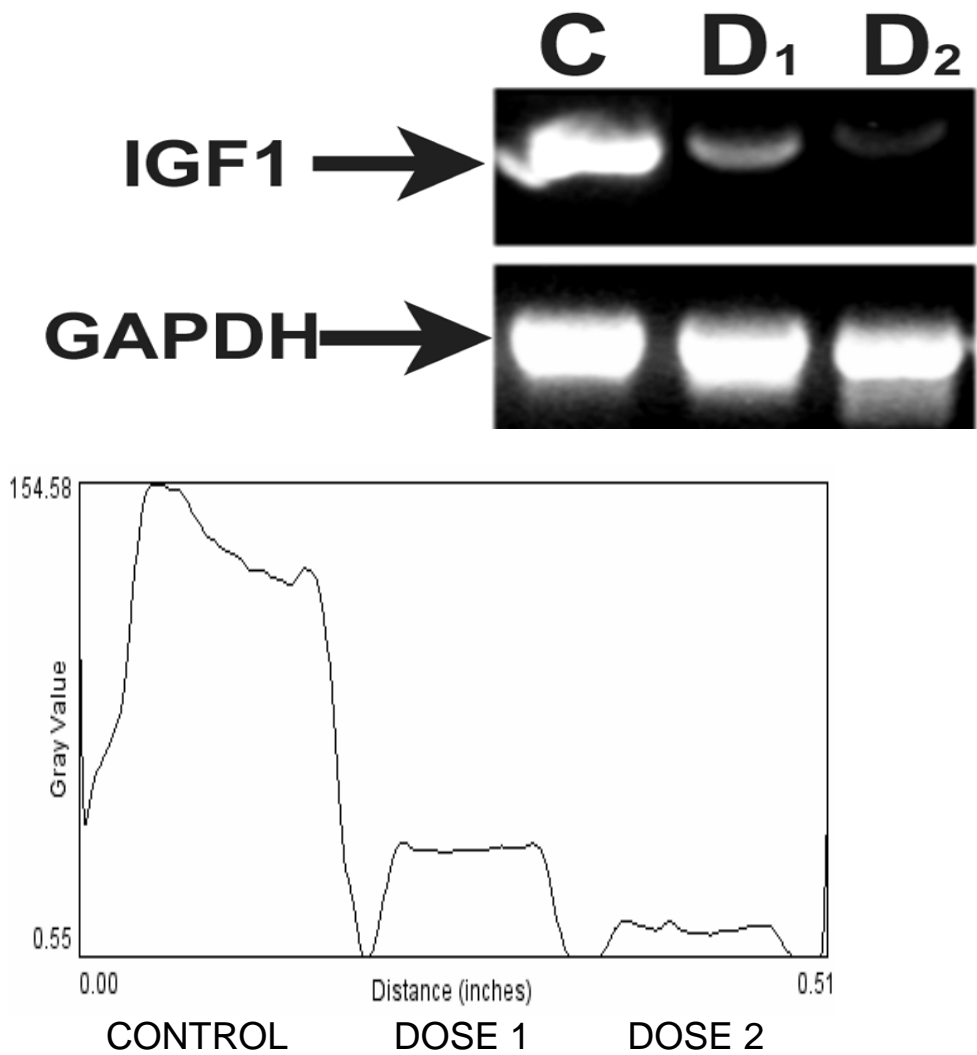 C D₁ D₂
IGF1
GAPDH
154.58
Gray Value
0.55
0.00 Distance (inches) 0.51
CONTROL DOSE 1 DOSE 2